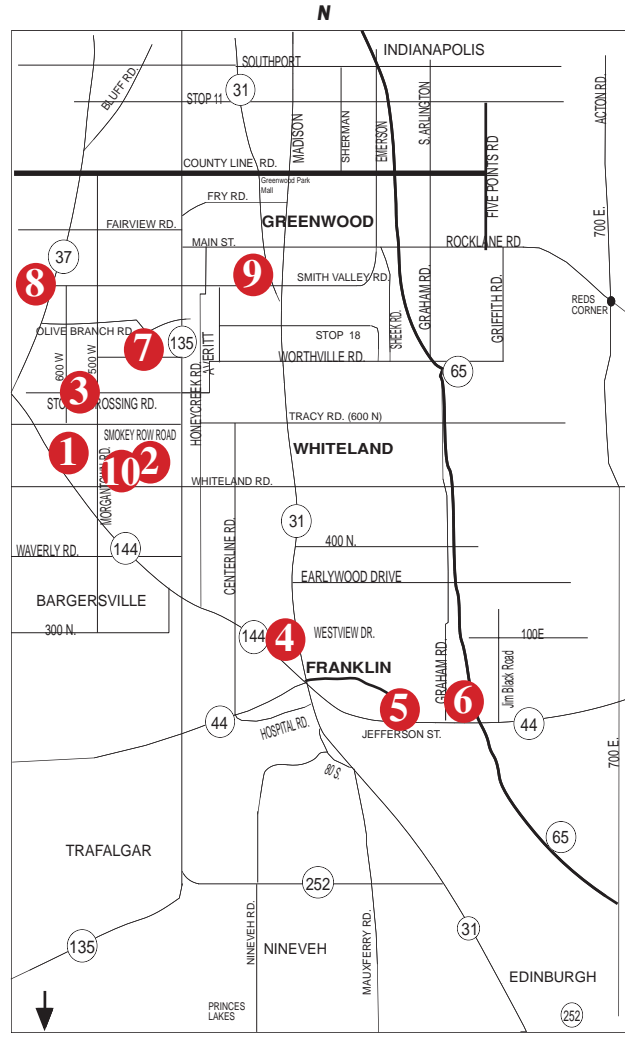 N
INDIANAPOLIS
SOUTHPORT
BLUFF RD.
31
STOP 11
MADISON
SHERMAN
EMERSON
S. ARLINGTON
ACTON RD.
FIVE POINTS RD
COUNTY LINE RD.
Greenwood Park
Mall
FRY RD.
700 E.
FAIRVIEW RD.
GREENWOOD
MAIN ST.
ROCKLANE RD
37
8
9
SMITH VALLEY RD.
GRAHAM RD.
GRIFFITH RD.
REDS
CORNER
OLIVE BRANCH RD.
7
135
AVERITT
STOP 18
SHEEK RD.
600 W
500 W
WORTHVILLE RD.
65
3
HONEYCREEK RD.
CROSSING RD.
TRACY RD. (600 N)
SMOKEY ROW ROAD
1
10
2
WHITELAND
MORGANTOWN RD.
WHITELAND RD.
31
CENTERLINE RD.
400 N.
WAVERLY RD.
144
EARLYWOOD DRIVE
BARGERSVILLE
300 N.
144
4
WESTVIEW DR.
100E
GRAHAM RD.
Jim Black Road
FRANKLIN
5
6
44
HOSPITAL RD.
JEFFERSON ST.
44
700 E.
80 S.
65
TRAFALGAR
252
NINEVEH RD.
MAUXFERRY RD.
31
135
NINEVEH
EDINBURGH
PRINCES
LAKES
252